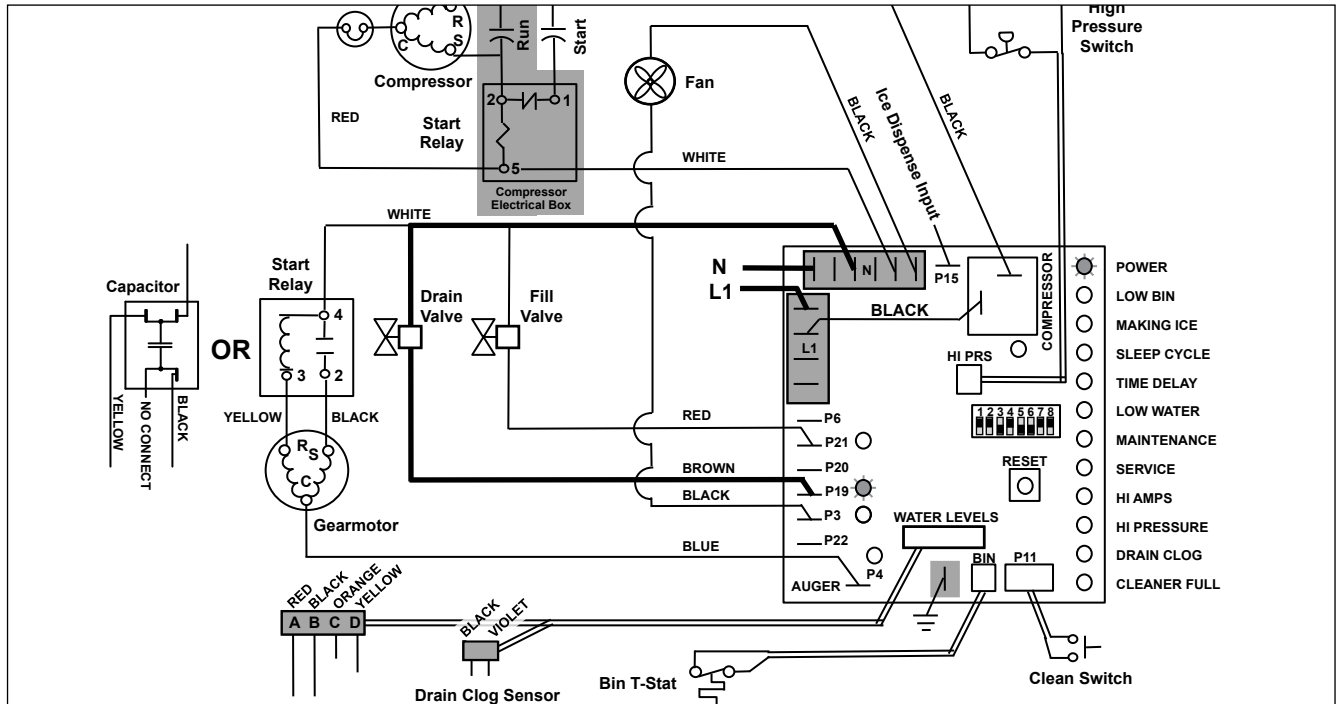 High
Pressure
Switch
R
S
C
Run
Start
Compressor
Fan
2
1
Start
Relay
RED
5
WHITE
Compressor
Electrical Box
BLACK
Ice Dispense Input
BLACK
WHITE
N
L1
N
P15
COMPRESSOR
BLACK
L1
HI PRS
Start
Relay
Capacitor
OR
4
3
2
Drain
Valve
Fill
Valve
YELLOW
NO CONNECT
BLACK
YELLOW
BLACK
R
S
C
Gearmotor
RED
BROWN
BLACK
BLUE
P6
P21
P20
P19
P3
P22
P4
AUGER
1 2 3 4 5 6 7 8
RESET
WATER LEVELS
BIN
P11
POWER
LOW BIN
MAKING ICE
SLEEP CYCLE
TIME DELAY
LOW WATER
MAINTENANCE
SERVICE
HI AMPS
HI PRESSURE
DRAIN CLOG
CLEANER FULL
RED
BLACK
ORANGE
YELLOW
A B C D
BLACK
VIOLET
Drain Clog Sensor
Bin T-Stat
Clean Switch